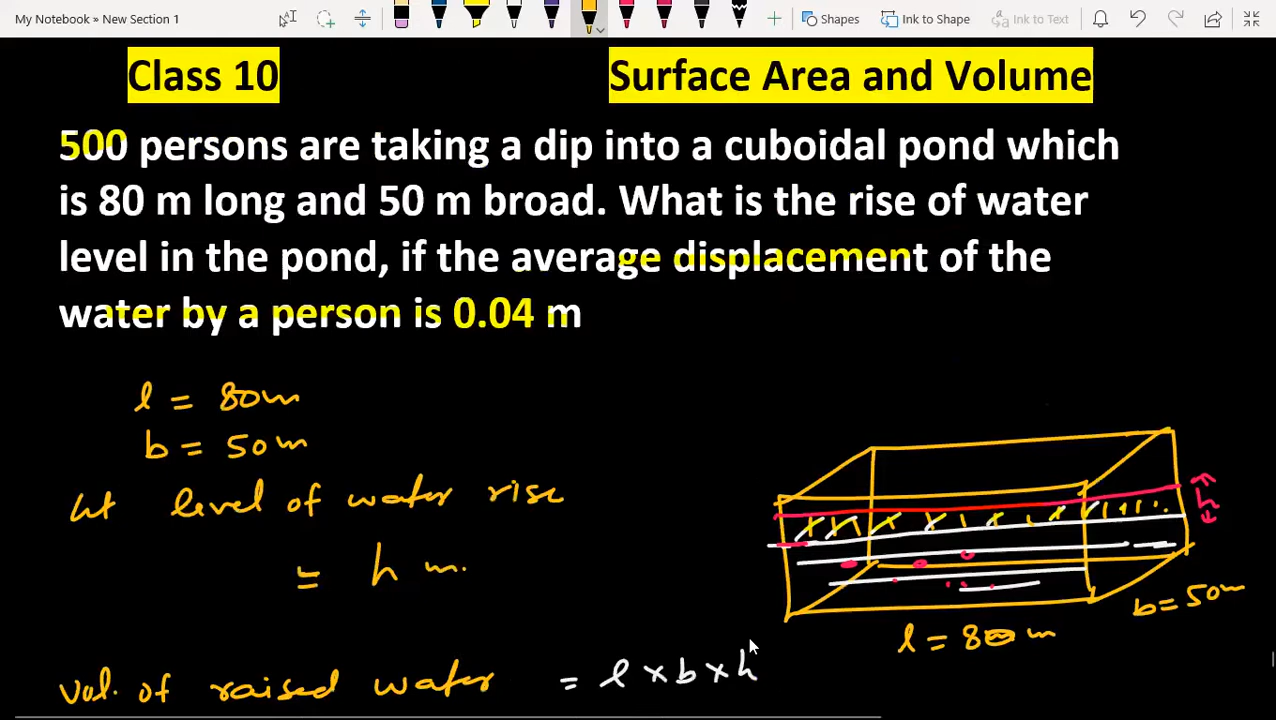 My Notebook » New Section 1
Shapes
Ink to Shape
Ink to Text
Class 10
Surface Area and Volume
500 persons are taking a dip into a cuboidal pond which
is 80 m long and 50 m broad. What is the rise of water
level in the pond, if the average displacement of the
water by a person is 0.04 m
l = 80m
b = 50m
let level of water rise
= h m.
h
b = 50m
l = 80 m
vol. of raised water = l × b × h